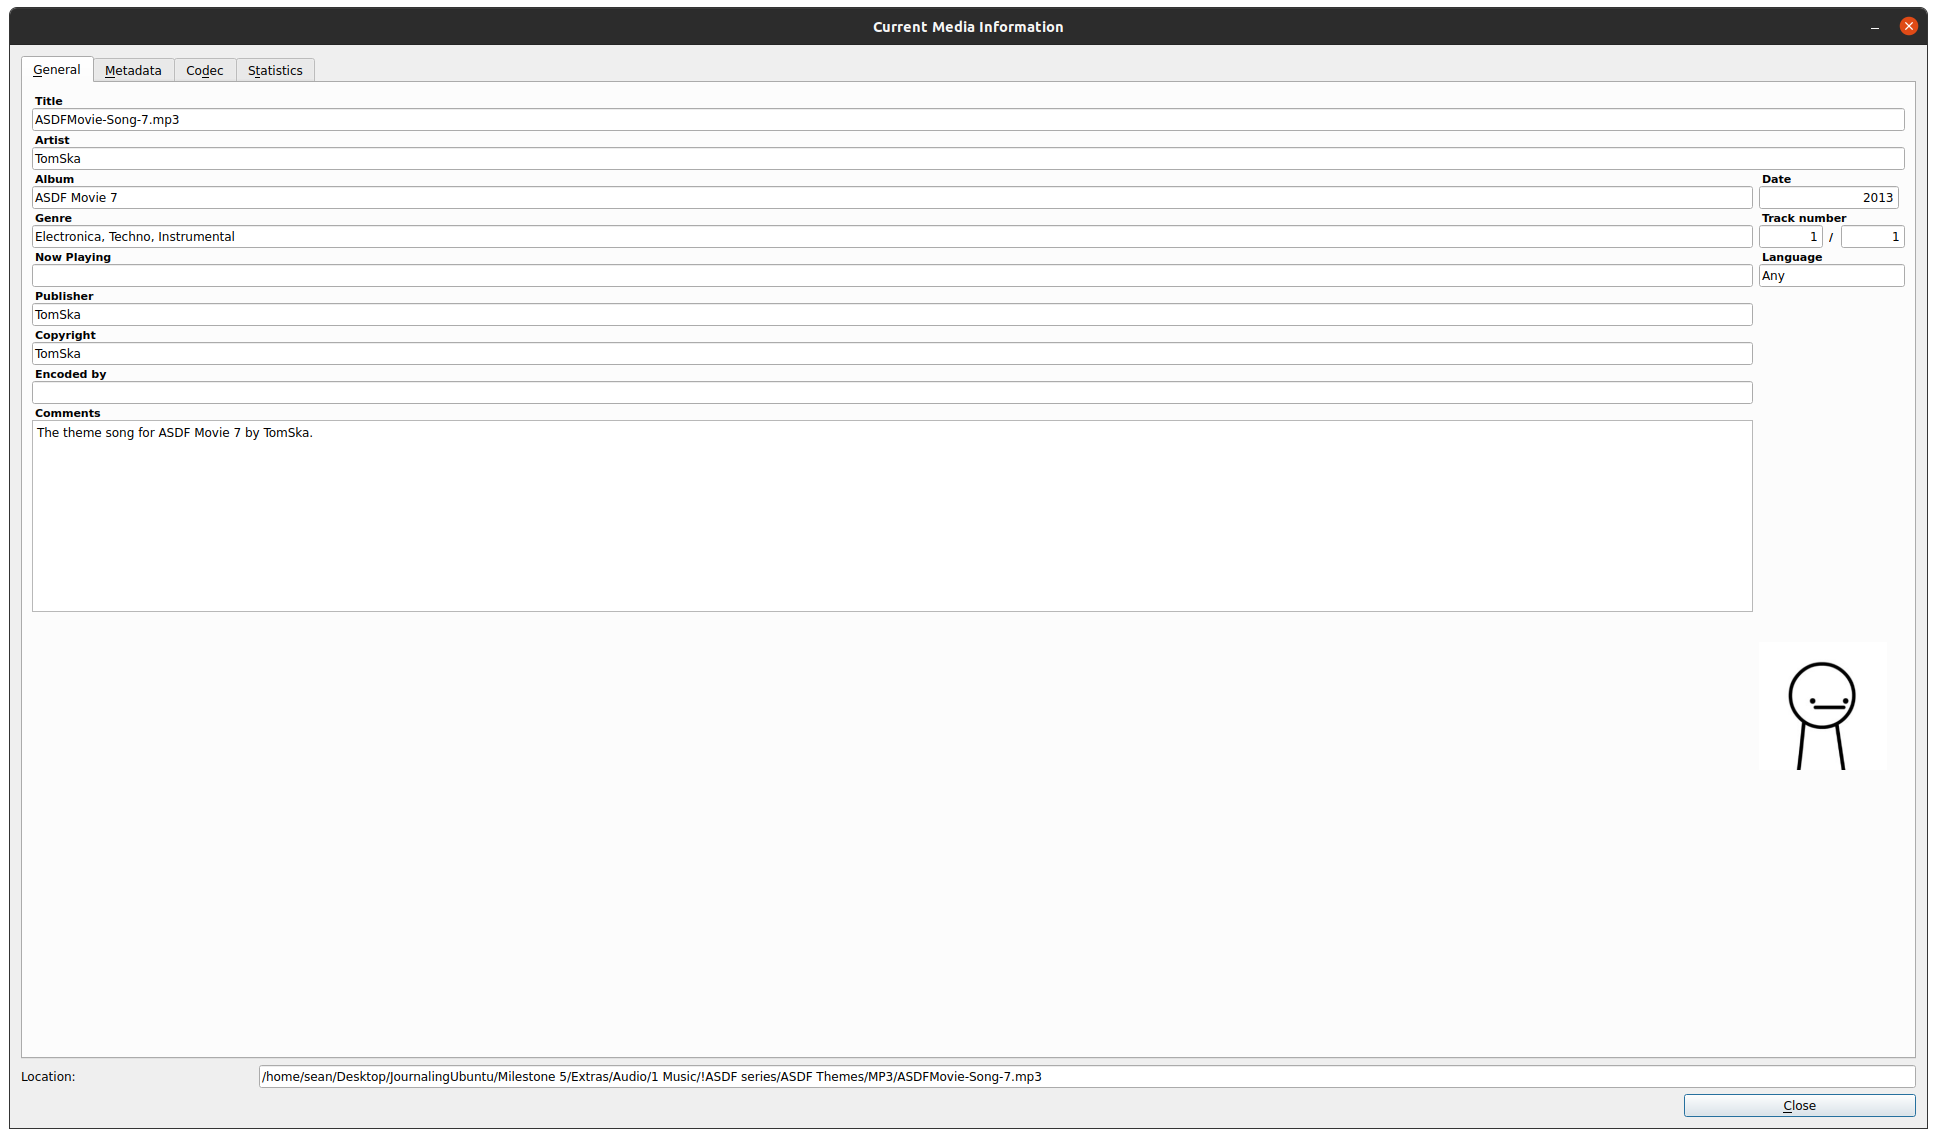 Current Media Information
General Metadata Codec Statistics
Title
ASDFMovie-Song-7.mp3
Artist
TomSka
Album Date
ASDF Movie 7 2013
Genre Track number
Electronica, Techno, Instrumental 1 / 1
Now Playing Language
Any
Publisher
TomSka
Copyright
TomSka
Encoded by
Comments
The theme song for ASDF Movie 7 by TomSka.
Location: /home/sean/Desktop/JournalingUbuntu/Milestone 5/Extras/Audio/1 Music/!ASDF series/ASDF Themes/MP3/ASDFMovie-Song-7.mp3
Close